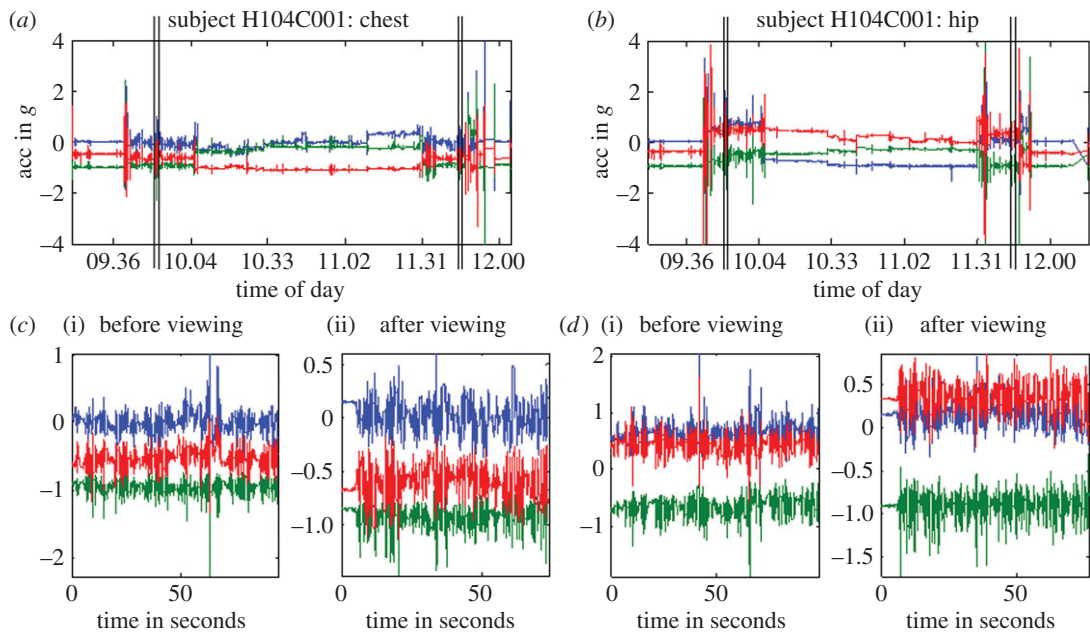 (a) subject H104C001: chest
(b) subject H104C001: hip
acc in g
4
2
0
−2
−4
09.36 10.04 10.33 11.02 11.31 12.00
time of day
acc in g
4
2
0
−2
−4
09.36 10.04 10.33 11.02 11.31 12.00
time of day
(c) (i) before viewing
(ii) after viewing
(d) (i) before viewing
(ii) after viewing
1
0
−1
−2
0 50
time in seconds
0.5
0
−0.5
−1.0
0 50
time in seconds
2
1
0
−1
0 50
time in seconds
0.5
0
−0.5
−1.0
−1.5
0 50
time in seconds